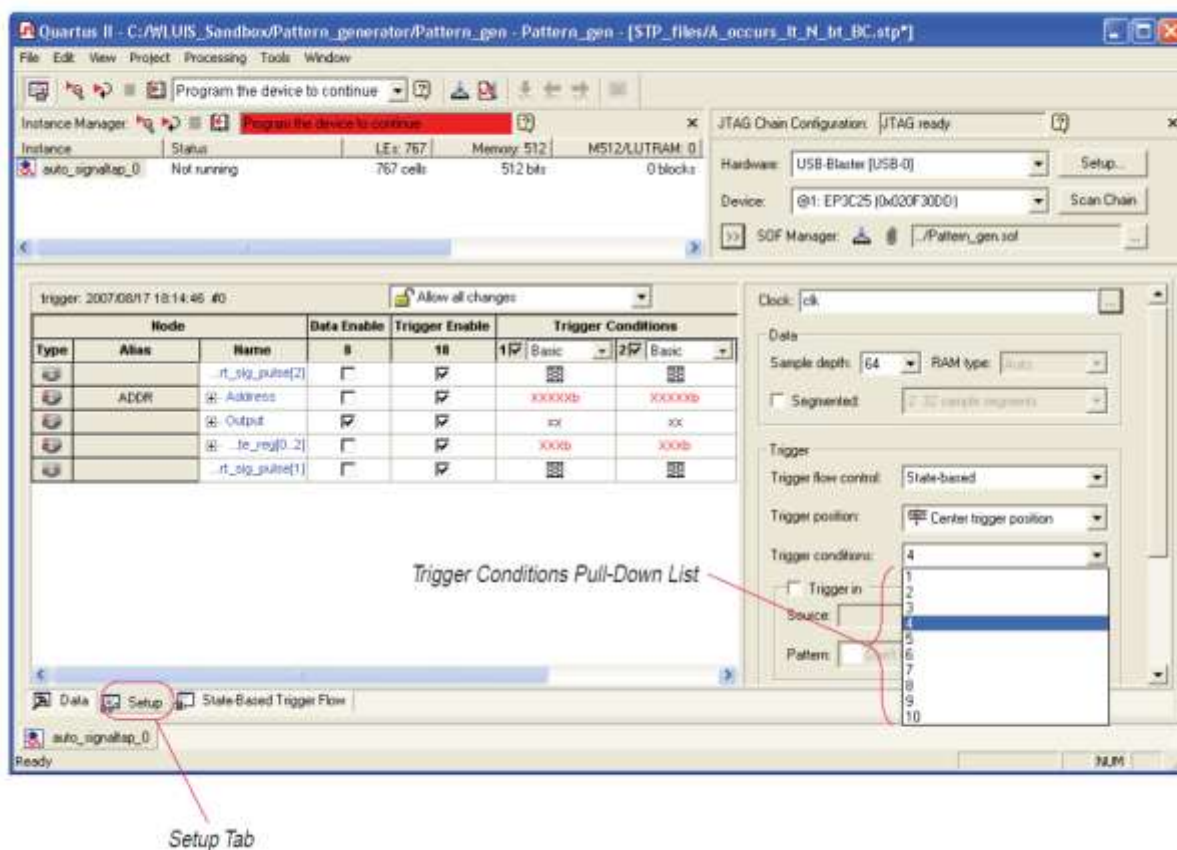 Quartus II - C:/WLUIS_Sandbox/Pattern_generator/Pattern_gen - Pattern_gen - [STP_files/A_occurs_lt_N_bt_BC.stp*]
File Edit View Project Processing Tools Window
Program the device to continue
Instance Manager: Program the device to continue
JTAG Chain Configuration: JTAG ready
Instance Status LEs: 767 Memory: 512 M512/LUTRAM: 0
auto_signaltap_0 Not running 767 cells 512 bits 0 blocks
Hardware: USB-Blaster [USB-0] Setup...
Device: @1: EP3C25 (0x020F30DD) Scan Chain
>> SOF Manager: ../Pattern_gen.sof ...
trigger: 2007/08/17 18:14:46 #0 Allow all changes
Node Data Enable Trigger Enable Trigger Conditions
Type Alias Name 8 18 1 Basic 2 Basic
...rt_sig_pulse[2]
ADDR Address XXXXXb XXXXXb
Output XX XX
...te_reg[0..2] XXXb XXXb
...rt_sig_pulse[1]
Clock: clk ...
Data
Sample depth: 64 RAM type: Auto
Segmented: 2 32 sample segments
Trigger
Trigger flow control: State-based
Trigger position: Center trigger position
Trigger conditions: 4
Trigger in
Source:
Pattern:
1
2
3
4
5
6
7
8
9
10
Trigger Conditions Pull-Down List
Data Setup State-Based Trigger Flow
auto_signaltap_0
Ready NUM
Setup Tab